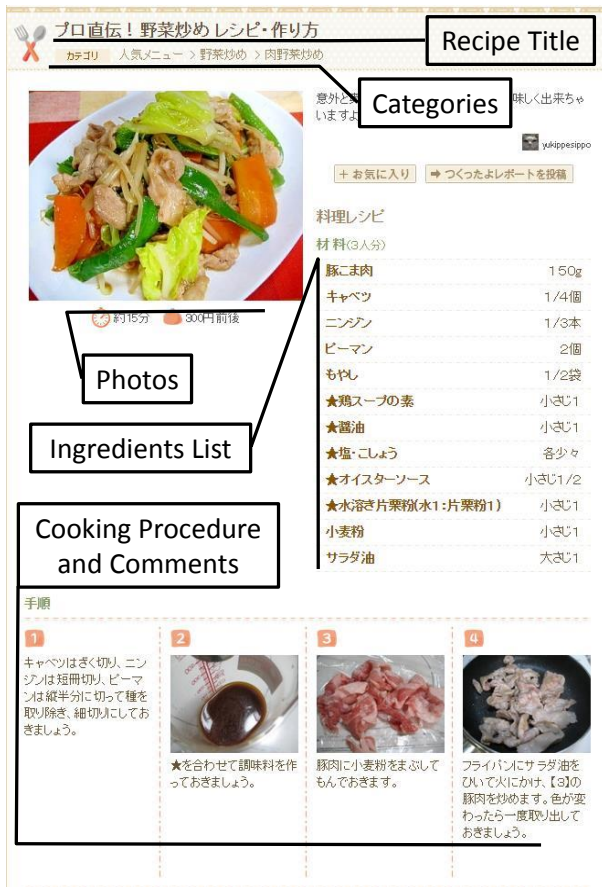 プロ直伝！野菜炒め レシピ・作り方
Recipe Title
カテゴリ 人気メニュー > 野菜炒め > 肉野菜炒め
Categories
意外と
味しく出来ちゃ
いますよ
yukippesippo
+ お気に入り
➡ つくったよレポートを投稿
料理レシピ
材料(3人分)
豚こま肉 150g
キャベツ 1/4個
ニンジン 1/3本
ピーマン 2個
もやし 1/2袋
★鶏スープの素 小さじ1
★醤油 小さじ1
★塩・こしょう 各少々
★オイスターソース 小さじ1/2
★水溶き片栗粉(水1:片栗粉1) 小さじ1
小麦粉 小さじ1
サラダ油 大さじ1
約15分 300円前後
Photos
Ingredients List
Cooking Procedure
and Comments
手順
1
キャベツはざく切り、ニン
ジンは短冊切り、ピーマ
ンは縦半分に切って種を
取り除き、細切りにしてお
きましょう。
2
★を合わせて調味料を作
っておきましょう。
3
豚肉に小麦粉をまぶして
もんでおきます。
4
フライパンにサラダ油を
ひいて火にかけ、【3】の
豚肉を炒めます。色が変
わったら一度取り出して
おきましょう。